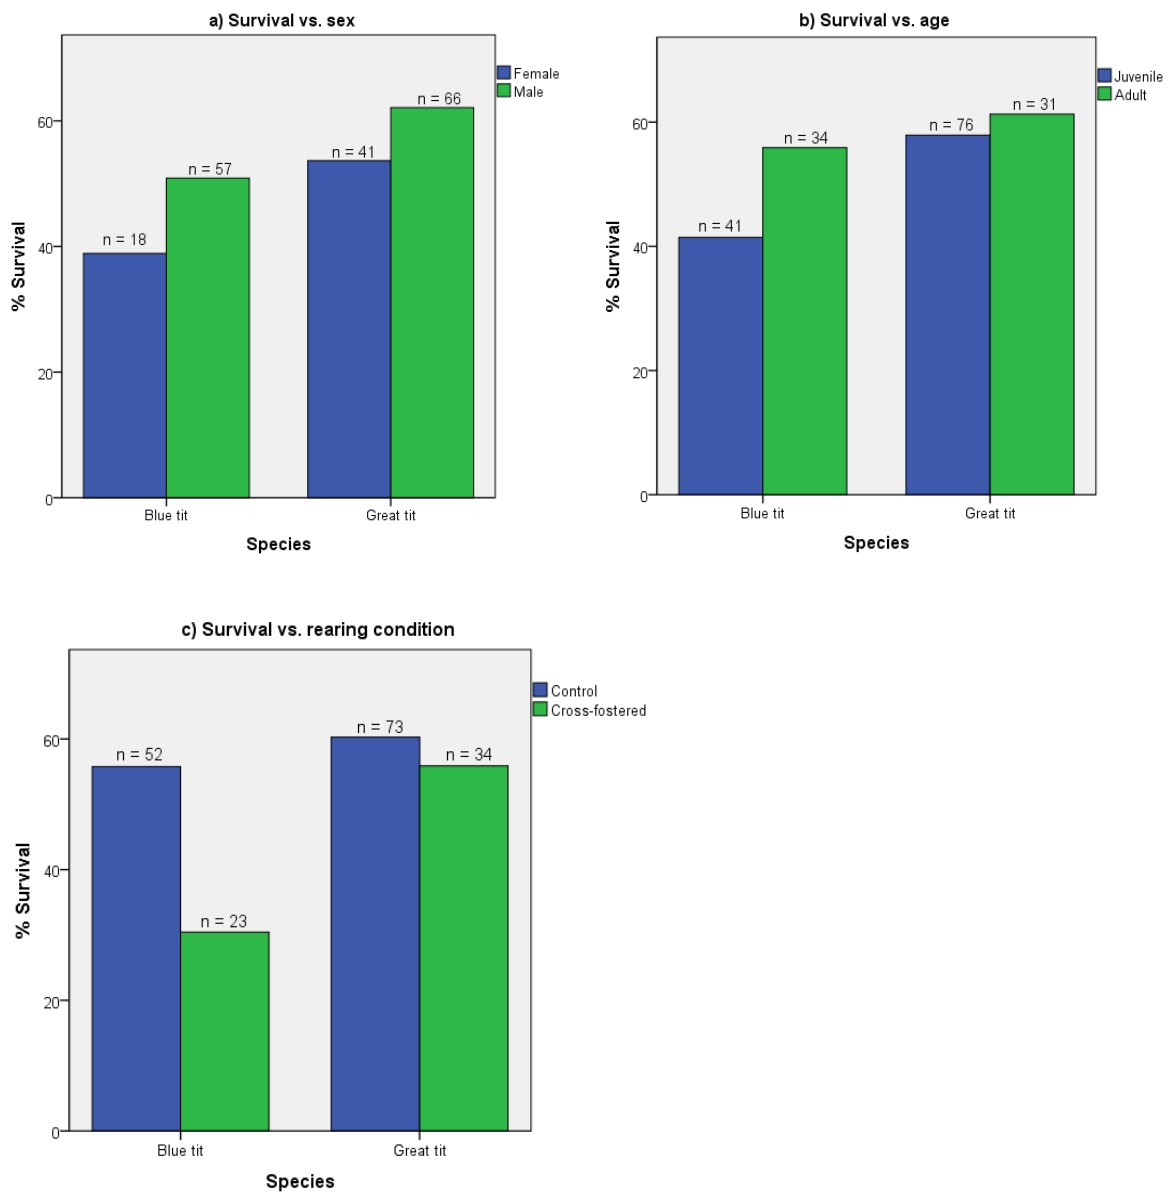 a) Survival vs. sex
Female
Male
n = 66
n = 57
n = 41
n = 18
60
40
20
0
% Survival
Blue tit
Great tit
Species
b) Survival vs. age
Juvenile
Adult
n = 31
n = 34
n = 76
n = 41
60
40
20
0
% Survival
Blue tit
Great tit
Species
c) Survival vs. rearing condition
Control
Cross-fostered
n = 73
n = 52
n = 34
n = 23
60
40
20
0
% Survival
Blue tit
Great tit
Species